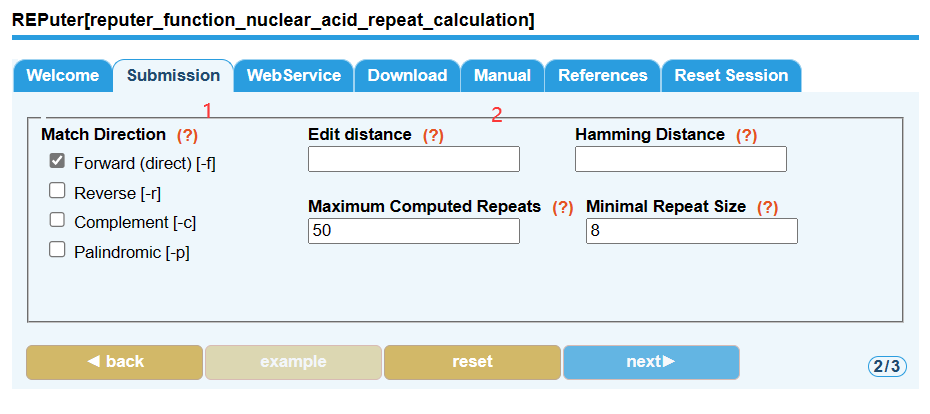 REPuter[reputer_function_nuclear_acid_repeat_calculation]
Welcome Submission WebService Download Manual References Reset Session
1 2
Match Direction (?) Edit distance (?) Hamming Distance (?)
Forward (direct) [-f]
Reverse [-r]
Maximum Computed Repeats (?) Minimal Repeat Size (?)
Complement [-c] 50 8
Palindromic [-p]
◄ back example reset next► 2/3